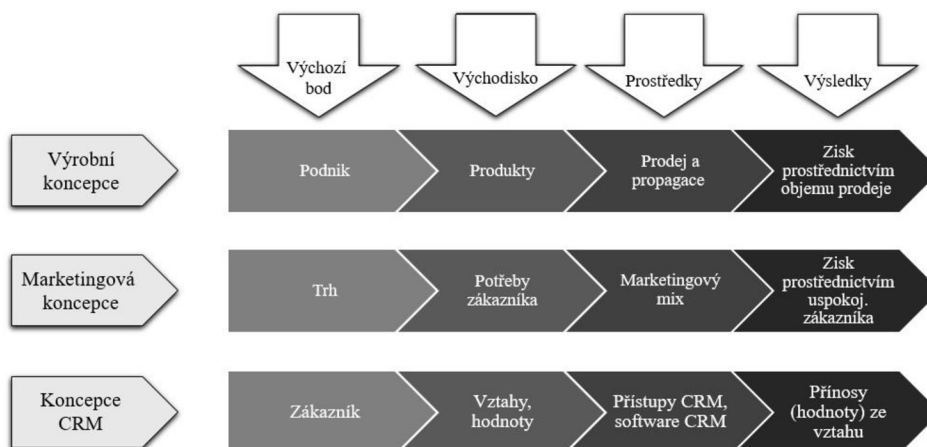 Výchozí
bod
Východisko
Prostředky
Výsledky
Výrobní
koncepce
Podnik
Produkty
Prodej a
propagace
Zisk
prostřednictvím
objemu prodeje
Marketingová
koncepce
Trh
Potřeby
zákazníka
Marketingový
mix
Zisk
prostřednictvím
uspokoj.
zákazníka
Koncepce
CRM
Zákazník
Vztahy,
hodnoty
Přístupy CRM,
software CRM
Přínosy
(hodnoty) ze
vztahu